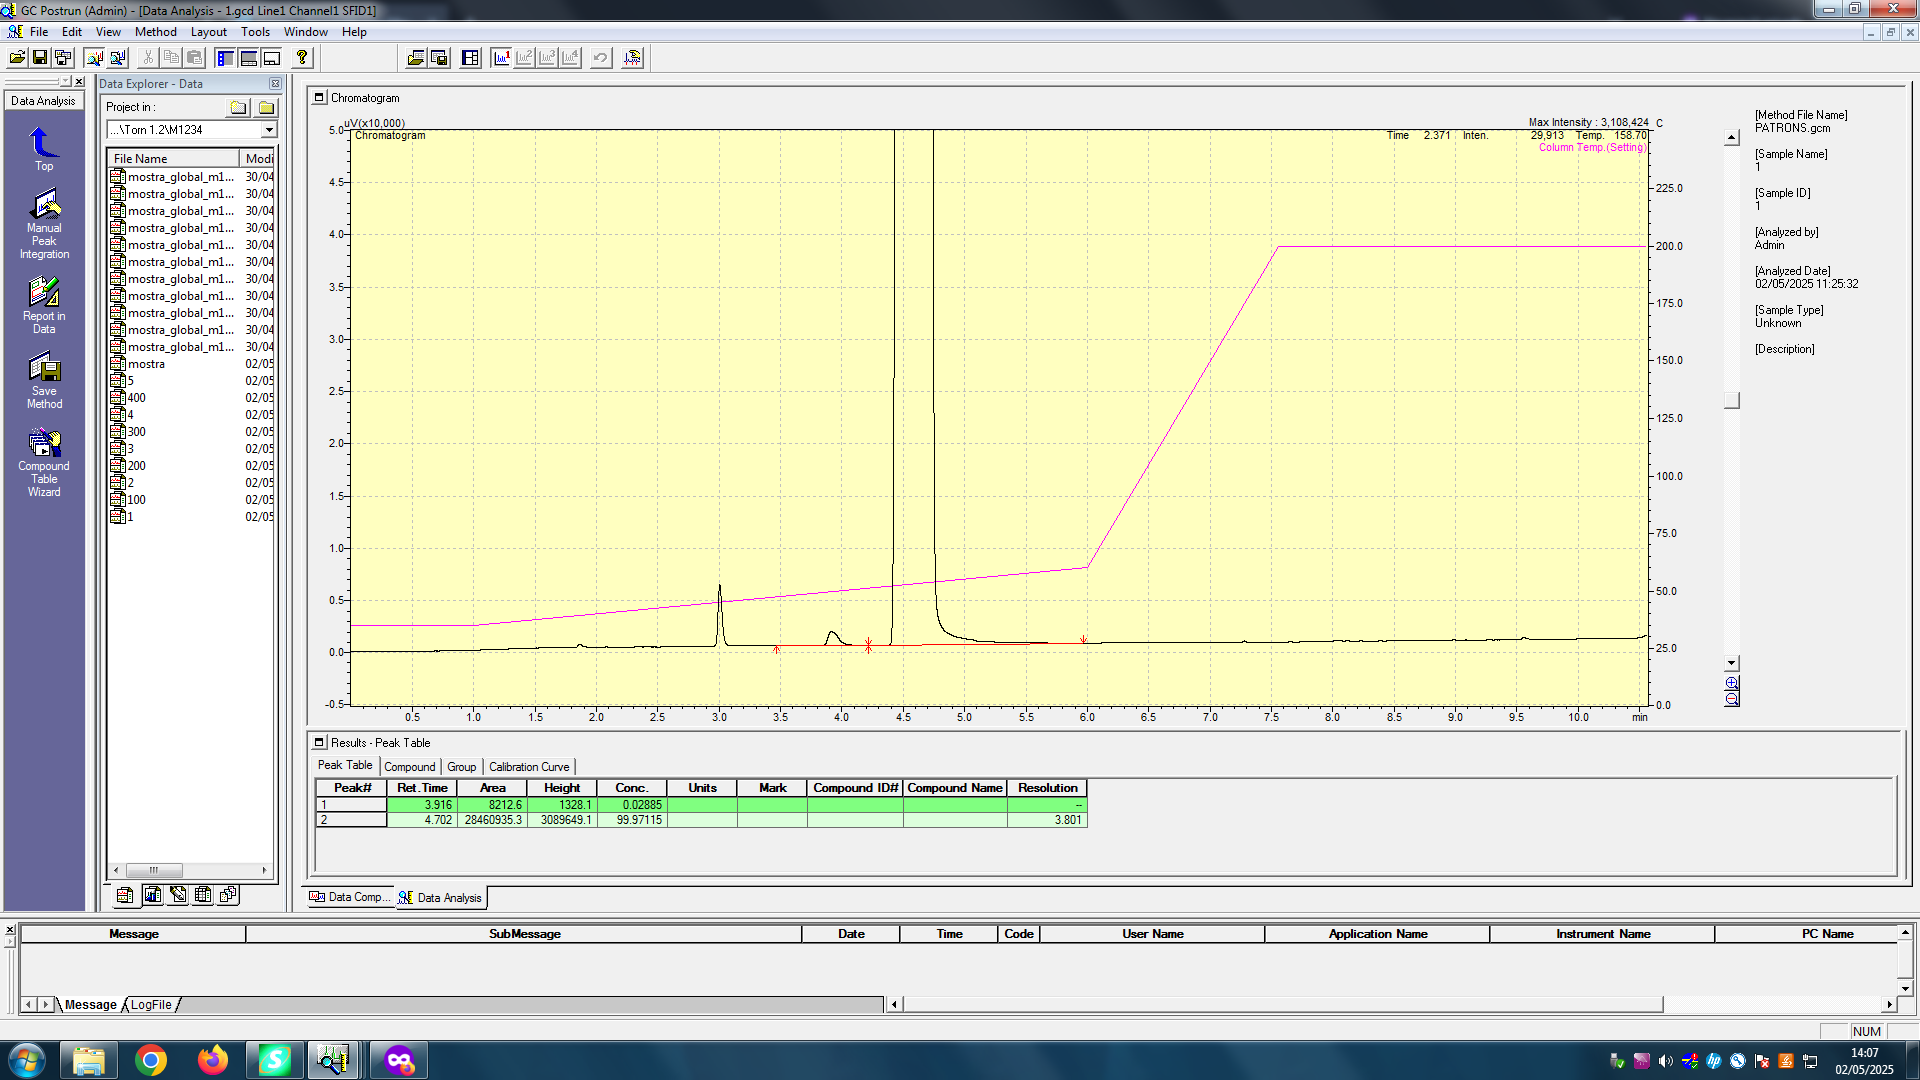 GC Postrun (Admin) - [Data Analysis - 1.gcd Line1 Channel1 SFID1]
File Edit View Method Layout Tools Window Help
Data Analysis
Top
Manual
Peak
Integration
Report in
Data
Save
Method
Compound
Table
Wizard
Data Explorer - Data
Project in :
...\Torn 1.2\M1234
File Name Modi
mostra_global_m1... 30/04
mostra_global_m1... 30/04
mostra_global_m1... 30/04
mostra_global_m1... 30/04
mostra_global_m1... 30/04
mostra_global_m1... 30/04
mostra_global_m1... 30/04
mostra_global_m1... 30/04
mostra_global_m1... 30/04
mostra_global_m1... 30/04
mostra_global_m1... 30/04
mostra 02/05
5 02/05
400 02/05
4 02/05
300 02/05
3 02/05
200 02/05
2 02/05
100 02/05
1 02/05
Chromatogram
uV(x10,000)
Chromatogram
Max Intensity : 3,108,424 C
Time 2.371 Inten. 29,913 Temp. 158.70
Column Temp.(Setting)
5.0
4.5
4.0
3.5
3.0
2.5
2.0
1.5
1.0
0.5
0.0
-0.5
225.0
200.0
175.0
150.0
125.0
100.0
75.0
50.0
25.0
0.0
0.5 1.0 1.5 2.0 2.5 3.0 3.5 4.0 4.5 5.0 5.5 6.0 6.5 7.0 7.5 8.0 8.5 9.0 9.5 10.0 min
[Method File Name]
PATRONS.gcm
[Sample Name]
1
[Sample ID]
1
[Analyzed by]
Admin
[Analyzed Date]
02/05/2025 11:25:32
[Sample Type]
Unknown
[Description]
Results - Peak Table
Peak Table Compound Group Calibration Curve
Peak# Ret.Time Area Height Conc. Units Mark Compound ID# Compound Name Resolution
1 3.916 8212.6 1328.1 0.02885 --
2 4.702 28460935.3 3089649.1 99.97115 3.801
Data Comp... Data Analysis
Message SubMessage Date Time Code User Name Application Name Instrument Name PC Name
Message LogFile
NUM
14:07
02/05/2025